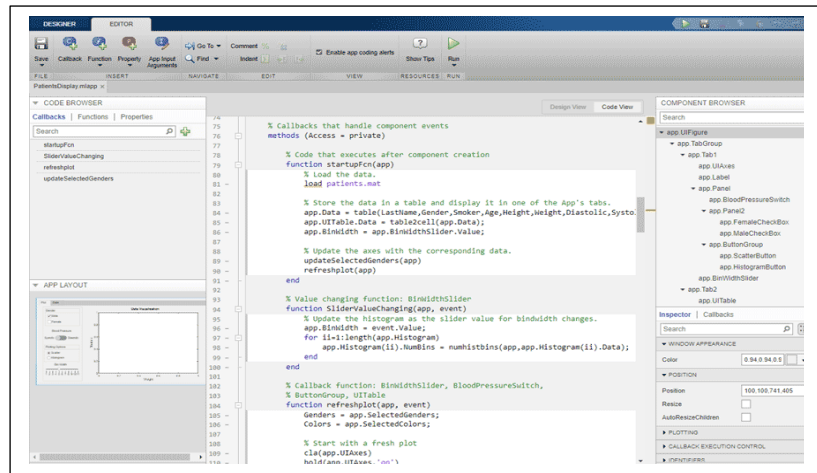 DESIGNER EDITOR
Save Callback Function Property App Input Arguments Go To Find Comment Indent Enable app coding alerts Show Tips Run
FILE INSERT NAVIGATE EDIT VIEW RESOURCES RUN
PatientsDisplay.mlapp ×
CODE BROWSER
Callbacks | Functions | Properties
Search
startupFcn
SliderValueChanging
refreshplot
updateSelectedGenders
APP LAYOUT
Design View Code View
74
75 % Callbacks that handle component events
76 methods (Access = private)
77
78 % Code that executes after component creation
79 function startupFcn(app)
80 % Load the data.
81 load patients.mat
82
83 % Store the data in a table and display it in one of the App's tabs.
84 app.Data = table(LastName,Gender,Smoker,Age,Height,Weight,Diastolic,Systo
85 app.UITable.Data = table2cell(app.Data);
86 app.BinWidth = app.BinWidthSlider.Value;
87
88 % Update the axes with the corresponding data.
89 updateSelectedGenders(app)
90 refreshplot(app)
91 end
92
93 % Value changing function: BinWidthSlider
94 function SliderValueChanging(app, event)
95 % Update the histogram as the slider value for bindwidth changes.
96 app.BinWidth = event.Value;
97 for ii=1:length(app.Histogram)
98 app.Histogram(ii).NumBins = numhistbins(app,app.Histogram(ii).Data);
99 end
100 end
101
102 % Callback function: BinWidthSlider, BloodPressureSwitch,
103 % ButtonGroup, UITable
104 function refreshplot(app, event)
105 Genders = app.SelectedGenders;
106 Colors = app.SelectedColors;
107
108 % Start with a fresh plot
109 cla(app.UIAxes)
110 hold(app.UIAxes,'on')
COMPONENT BROWSER
Search
app.UIFigure
app.TabGroup
app.Tab1
app.UIAxes
app.Label
app.Panel
app.BloodPressureSwitch
app.Panel2
app.FemaleCheckBox
app.MaleCheckBox
app.ButtonGroup
app.ScatterButton
app.HistogramButton
app.BinWidthSlider
app.Tab2
app.UITable
Inspector | Callbacks
Search
WINDOW APPEARANCE
Color 0.94,0.94,0.9
POSITION
Position 100,100,741,405
Resize
AutoResizeChildren
PLOTTING
CALLBACK EXECUTION CONTROL
IDENTIFIERS